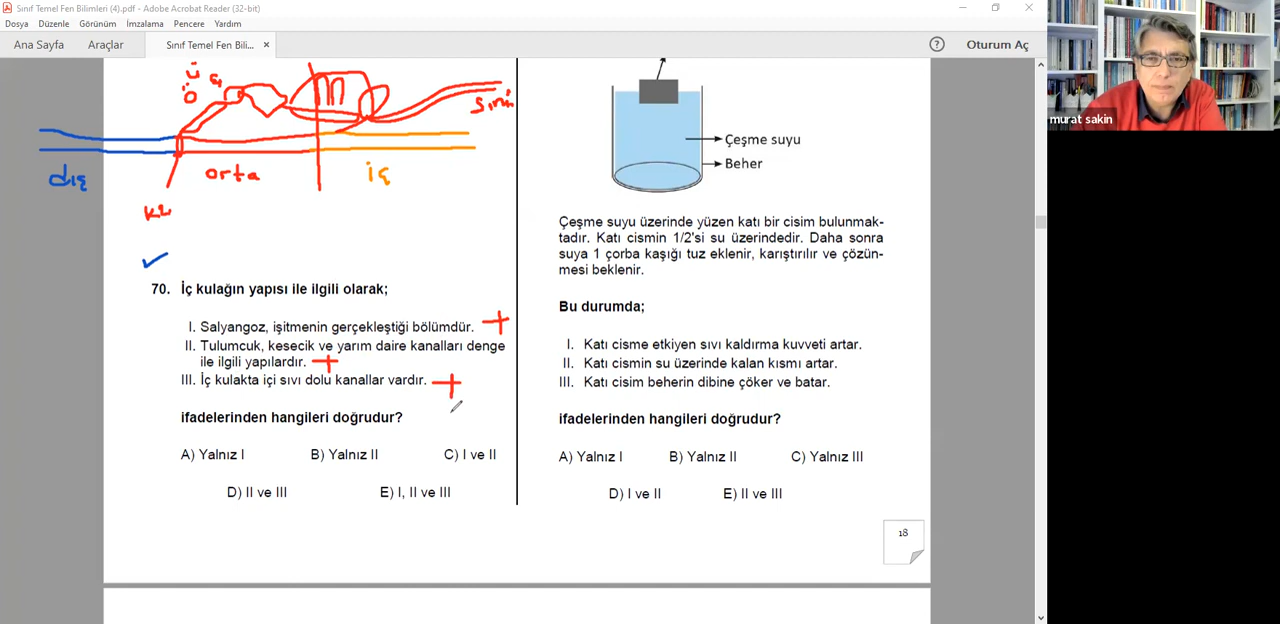 Sınıf Temel Fen Bilimleri (4).pdf - Adobe Acrobat Reader (32-bit)
Dosya Düzenle Görünüm İmzalama Pencere Yardım
Ana Sayfa Araçlar Sınıf Temel Fen Bili... × Oturum Aç
murat sakin
Ö Ü Ç
sinir
dış
orta
iç
KZ
70. İç kulağın yapısı ile ilgili olarak;
I. Salyangoz, işitmenin gerçekleştiği bölümdür. +
II. Tulumcuk, kesecik ve yarım daire kanalları denge
ile ilgili yapılardır. +
III. İç kulakta içi sıvı dolu kanallar vardır. +
ifadelerinden hangileri doğrudur?
A) Yalnız I B) Yalnız II C) I ve II
D) II ve III E) I, II ve III
Çeşme suyu
Beher
Çeşme suyu üzerinde yüzen katı bir cisim bulunmak-
tadır. Katı cismin 1/2'si su üzerindedir. Daha sonra
suya 1 çorba kaşığı tuz eklenir, karıştırılır ve çözün-
mesi beklenir.
Bu durumda;
I. Katı cisme etkiyen sıvı kaldırma kuvveti artar.
II. Katı cismin su üzerinde kalan kısmı artar.
III. Katı cisim beherin dibine çöker ve batar.
ifadelerinden hangileri doğrudur?
A) Yalnız I B) Yalnız II C) Yalnız III
D) I ve II E) II ve III
18